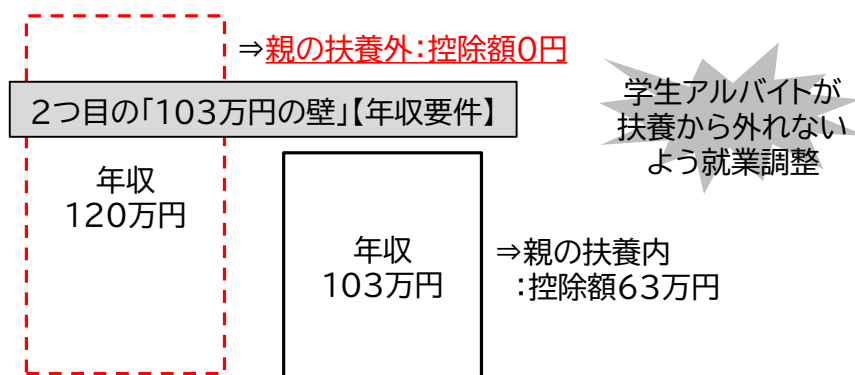 ⇒親の扶養外：控除額0円
2つ目の「103万円の壁」【年収要件】
学生アルバイトが
扶養から外れない
よう就業調整
年収
120万円
年収
103万円
⇒親の扶養内
：控除額63万円